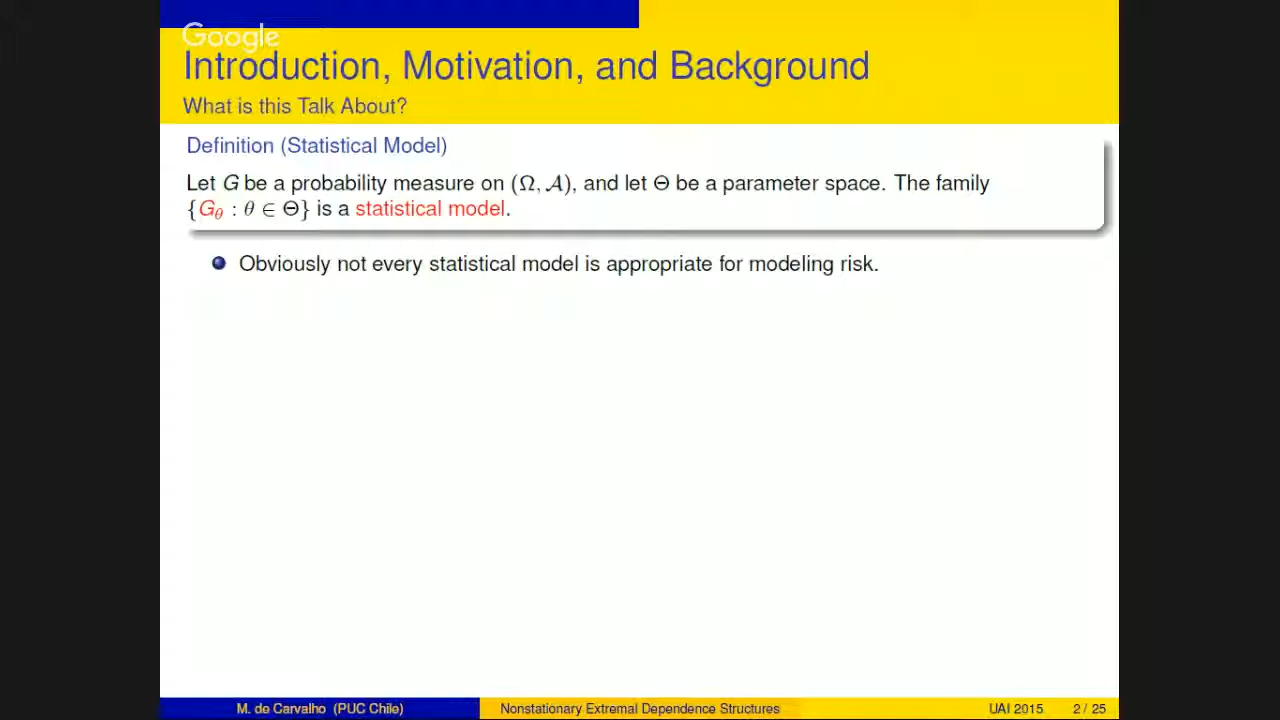 Google
Introduction, Motivation, and Background
What is this Talk About?
Definition (Statistical Model)
Let G be a probability measure on (Ω, 𝒜), and let Θ be a parameter space. The family
{G_θ : θ ∈ Θ} is a statistical model.
Obviously not every statistical model is appropriate for modeling risk.
M. de Carvalho (PUC Chile) Nonstationary Extremal Dependence Structures UAI 2015 2 / 25